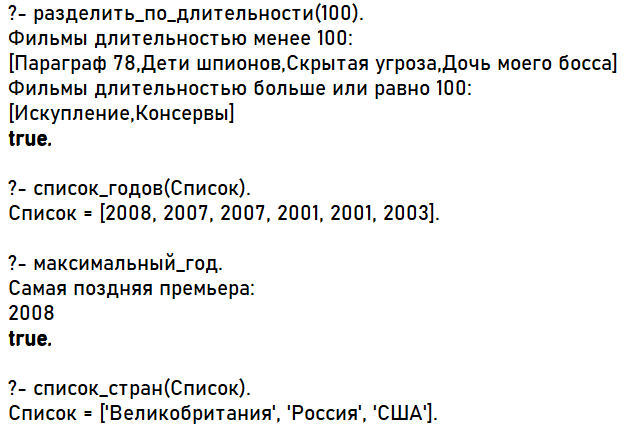 ?- разделить_по_длительности(100).
Фильмы длительностью менее 100:
[Параграф 78,Дети шпионов,Скрытая угроза,Дочь моего босса]
Фильмы длительностью больше или равно 100:
[Искупление,Консервы]
true.
?- список_годов(Список).
Список = [2008, 2007, 2007, 2001, 2001, 2003].
?- максимальный_год.
Самая поздняя премьера:
2008
true.
?- список_стран(Список).
Список = ['Великобритания', 'Россия', 'США'].